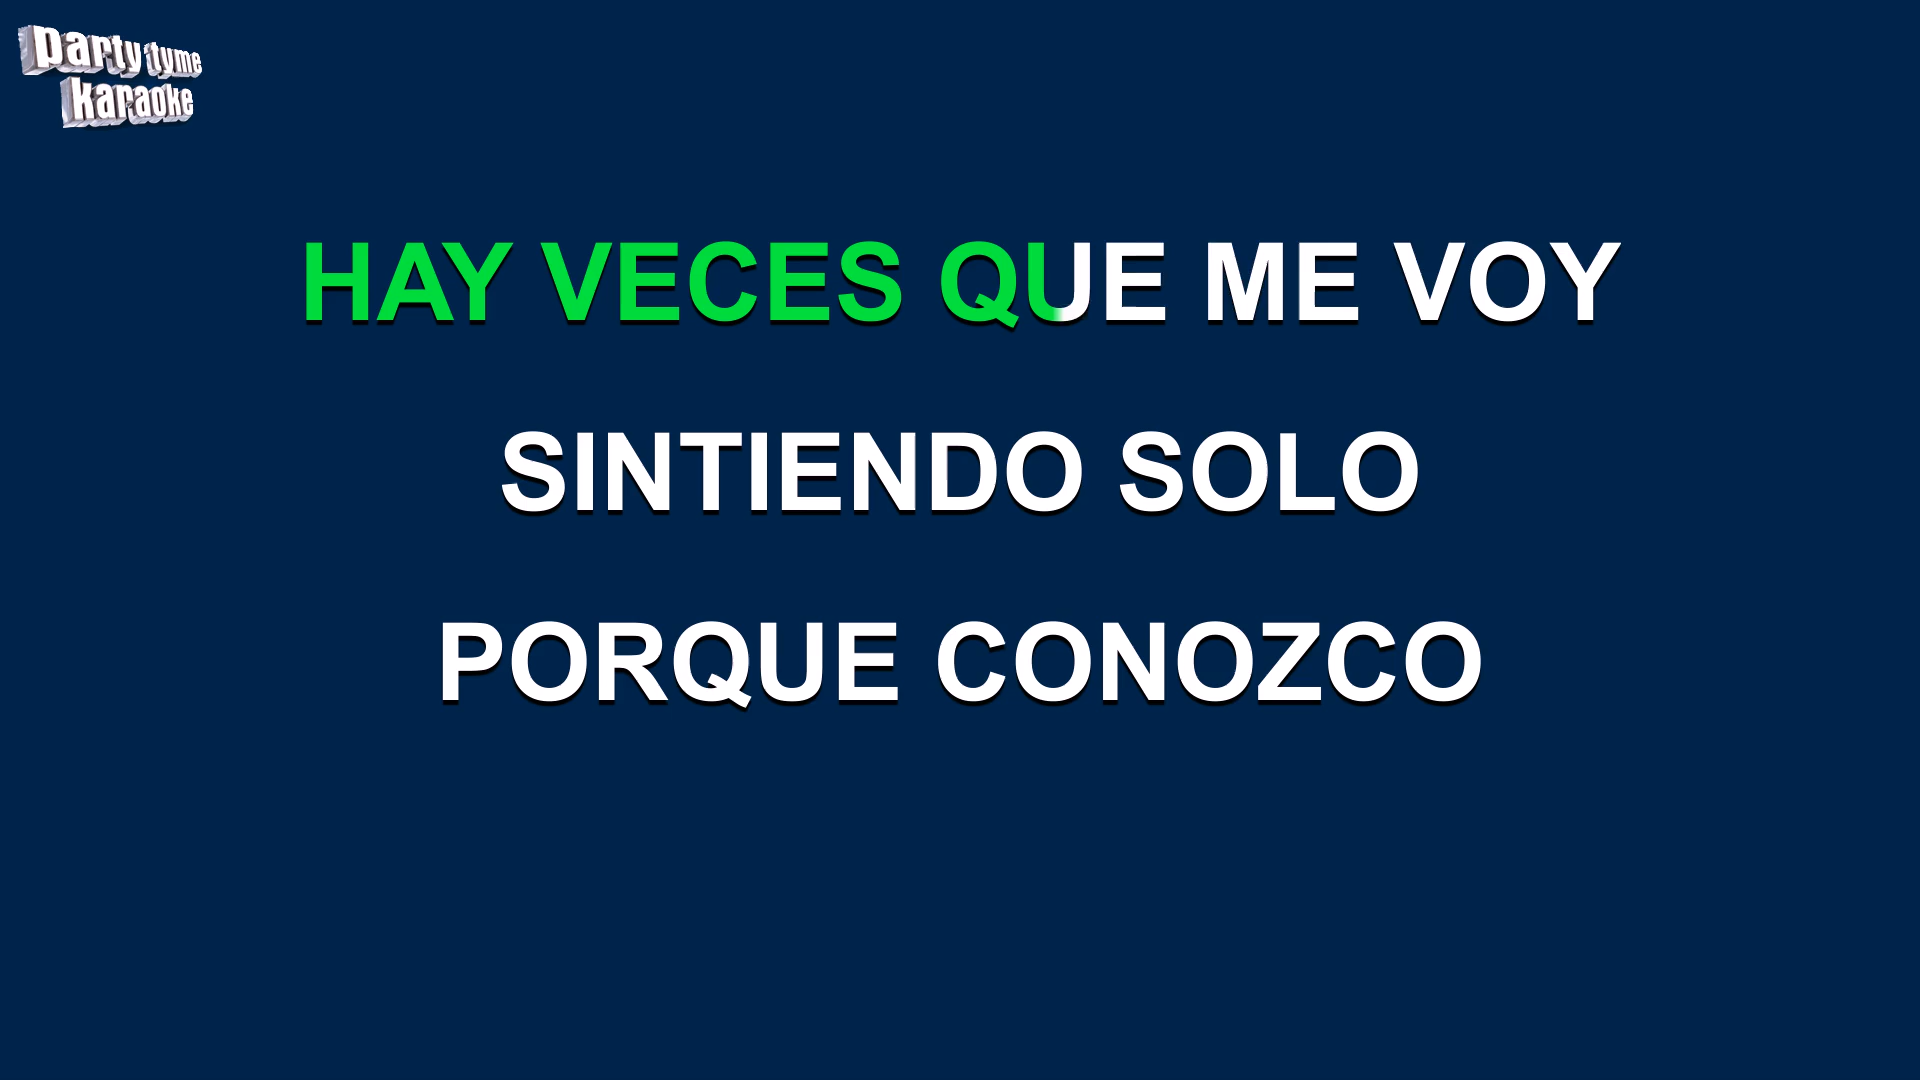 party tyme
karaoke
HAY VECES QUE ME VOY
SINTIENDO SOLO
PORQUE CONOZCO